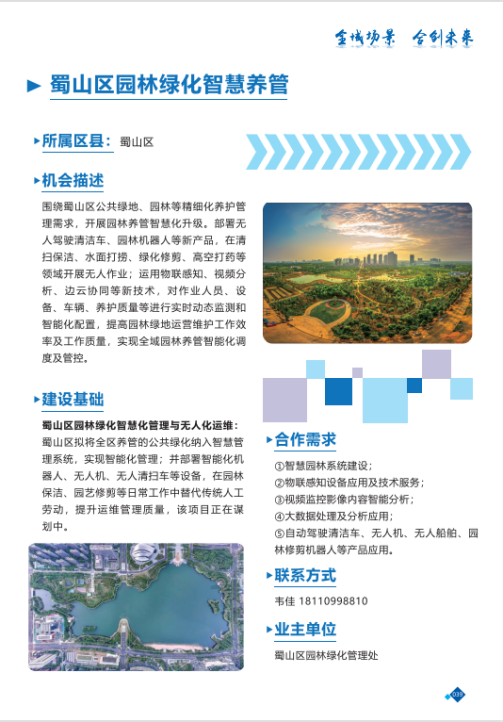 全域场景 合创未来
蜀山区园林绿化智慧养管
所属区县：蜀山区
机会描述
围绕蜀山区公共绿地、园林等精细化养护管
理需求，开展园林养管智慧化升级。部署无
人驾驶清洁车、园林机器人等新产品，在清
扫保洁、水面打捞、绿化修剪、高空打药等
领域开展无人作业；运用物联感知、视频分
析、边云协同等新技术，对作业人员、设
备、车辆、养护质量等进行实时动态监测和
智能化配置，提高园林绿地运营维护工作效
率及工作质量，实现全域园林养管智能化调
度及管控。
建设基础
蜀山区园林绿化智慧化管理与无人化运维：
蜀山区拟将全区养管的公共绿化纳入智慧管
理系统，实现智能化管理；并部署智能化机
器人、无人机、无人清扫车等设备，在园林
保洁、园艺修剪等日常工作中替代传统人工
劳动，提升运维管理质量，该项目正在谋
划中。
合作需求
①智慧园林系统建设；
②物联感知设备应用及技术服务；
③视频监控影像内容智能分析；
④大数据处理及分析应用；
⑤自动驾驶清洁车、无人机、无人船舶、园
林修剪机器人等产品应用。
联系方式
韦佳 18110998810
业主单位
蜀山区园林绿化管理处